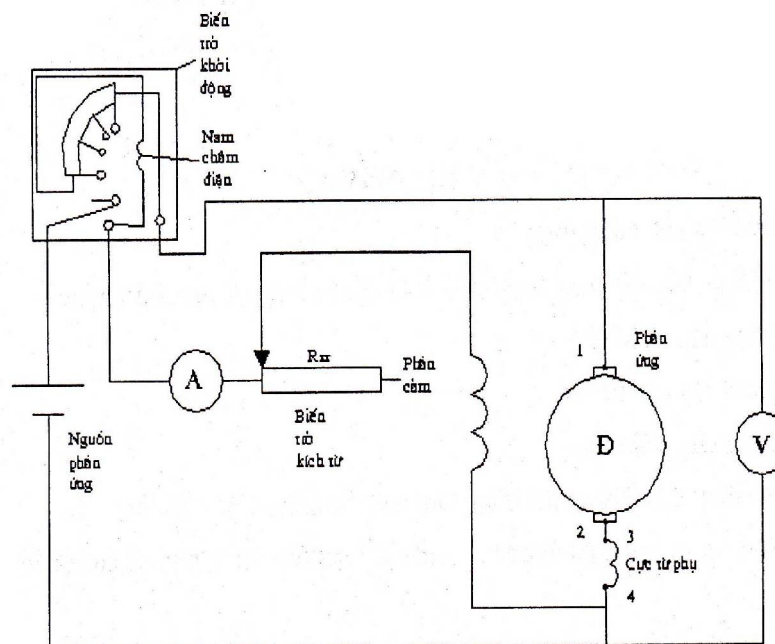 Biến
trở
khởi
động
Nam
châm
điện
A
Rkt
Phần
cảm
Biến
trở
kích từ
Nguồn
phần
ứng
1
Phần
ứng
Đ
V
2
3
Cực từ phụ
4